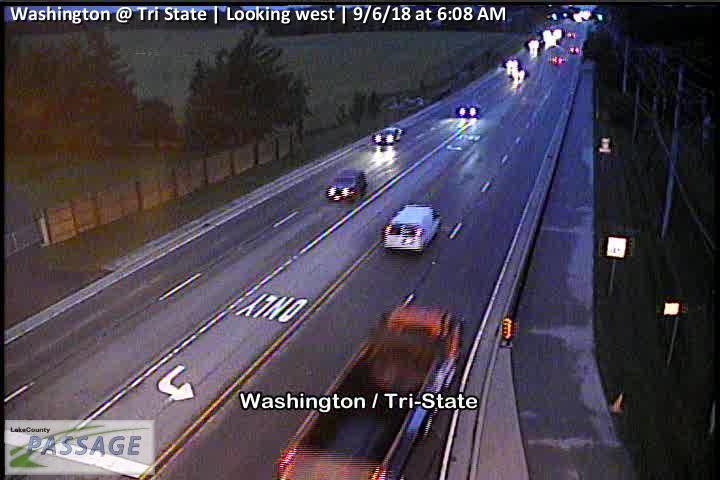 Washington @ Tri State | Looking west | 9/6/18 at 6:08 AM
ONLY
Washington / Tri-State
LakeCounty
PASSAGE